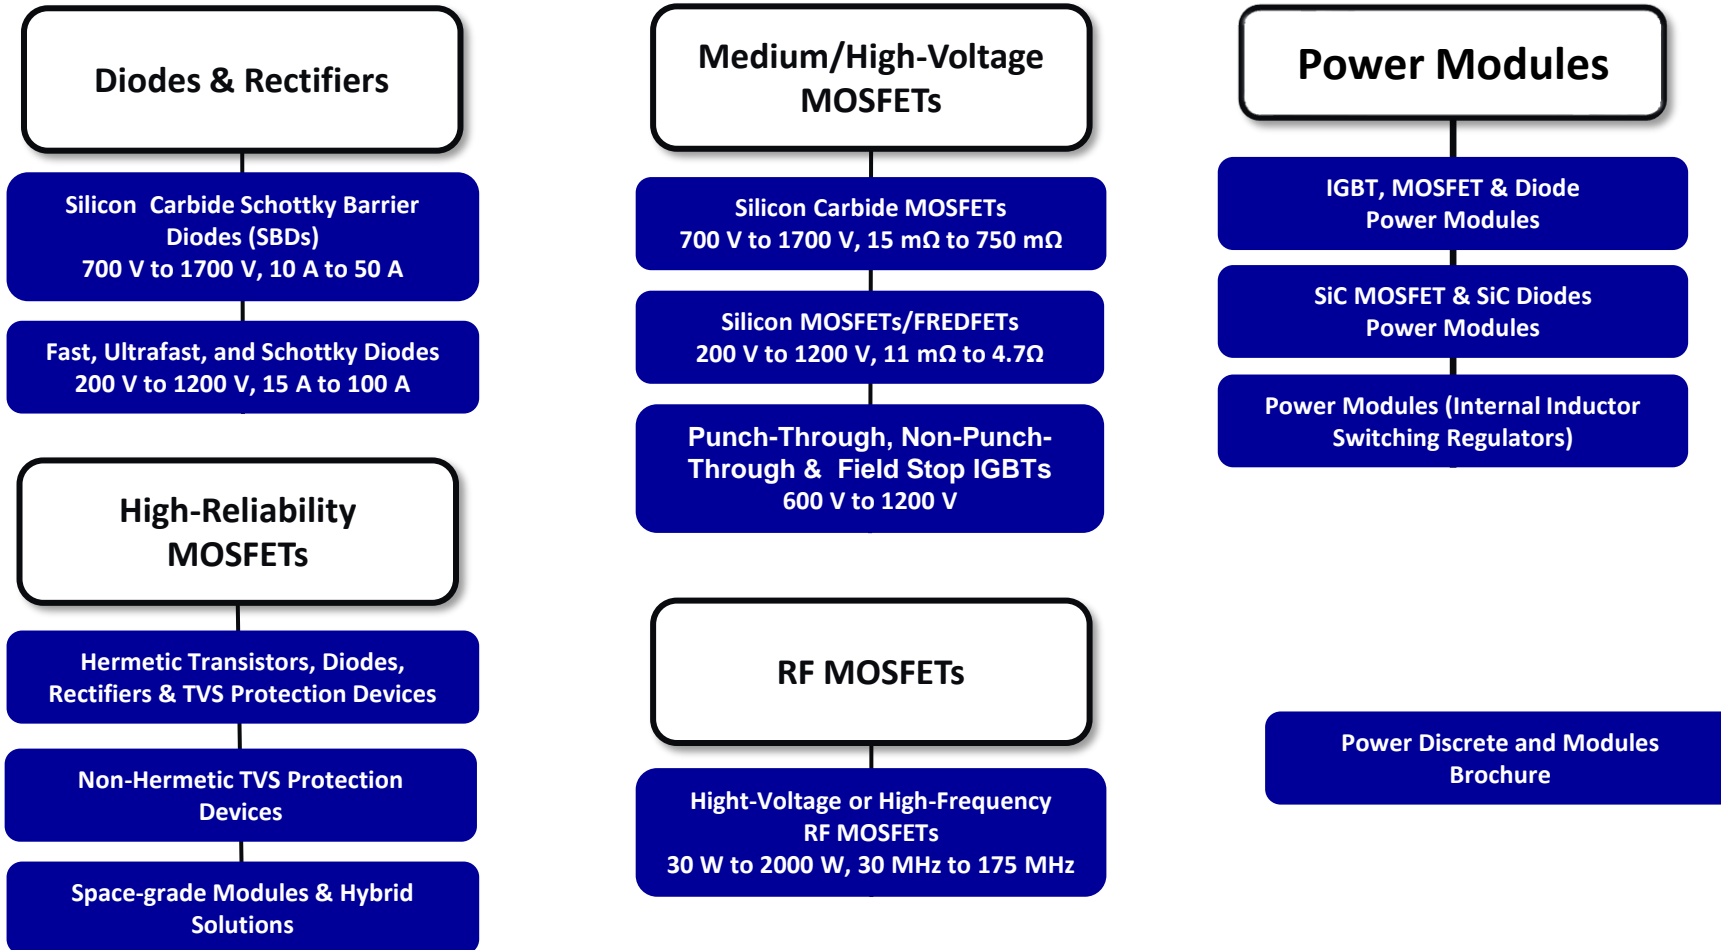 Diodes & Rectifiers
Silicon  Carbide Schottky Barrier
Diodes (SBDs)
700 V to 1700 V, 10 A to 50 A
Fast, Ultrafast, and Schottky Diodes
200 V to 1200 V, 15 A to 100 A
High-Reliability
MOSFETs
Hermetic Transistors, Diodes,
Rectifiers & TVS Protection Devices
Non-Hermetic TVS Protection
Devices
Space-grade Modules & Hybrid
Solutions
Medium/High-Voltage
MOSFETs
Silicon Carbide MOSFETs
700 V to 1700 V, 15 mΩ to 750 mΩ
Silicon MOSFETs/FREDFETs
200 V to 1200 V, 11 mΩ to 4.7Ω
Punch-Through, Non-Punch-
Through &  Field Stop IGBTs
600 V to 1200 V
RF MOSFETs
Hight-Voltage or High-Frequency
RF MOSFETs
30 W to 2000 W, 30 MHz to 175 MHz
Power Modules
IGBT, MOSFET & Diode
Power Modules
SiC MOSFET & SiC Diodes
Power Modules
Power Modules (Internal Inductor
Switching Regulators)
Power Discrete and Modules
Brochure